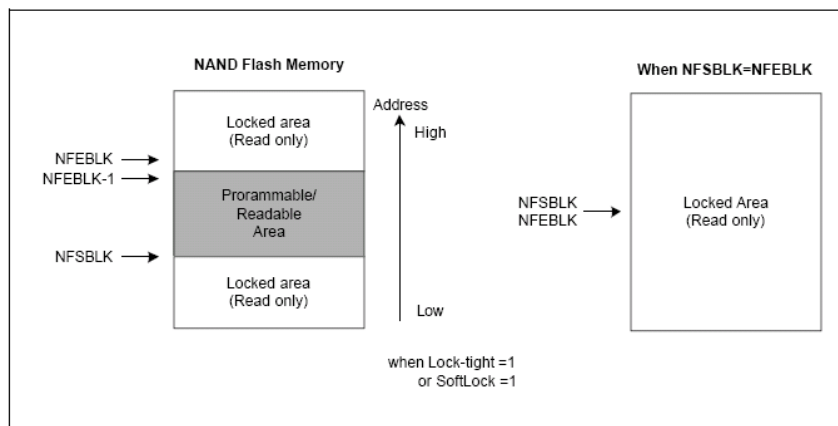 NAND Flash Memory
Locked area
(Read only)
NFEBLK
NFEBLK-1
Prorammable/
Readable
Area
NFSBLK
Locked area
(Read only)
Address
High
Low
when Lock-tight =1
or SoftLock =1
When NFSBLK=NFEBLK
NFSBLK
NFEBLK
Locked Area
(Read only)